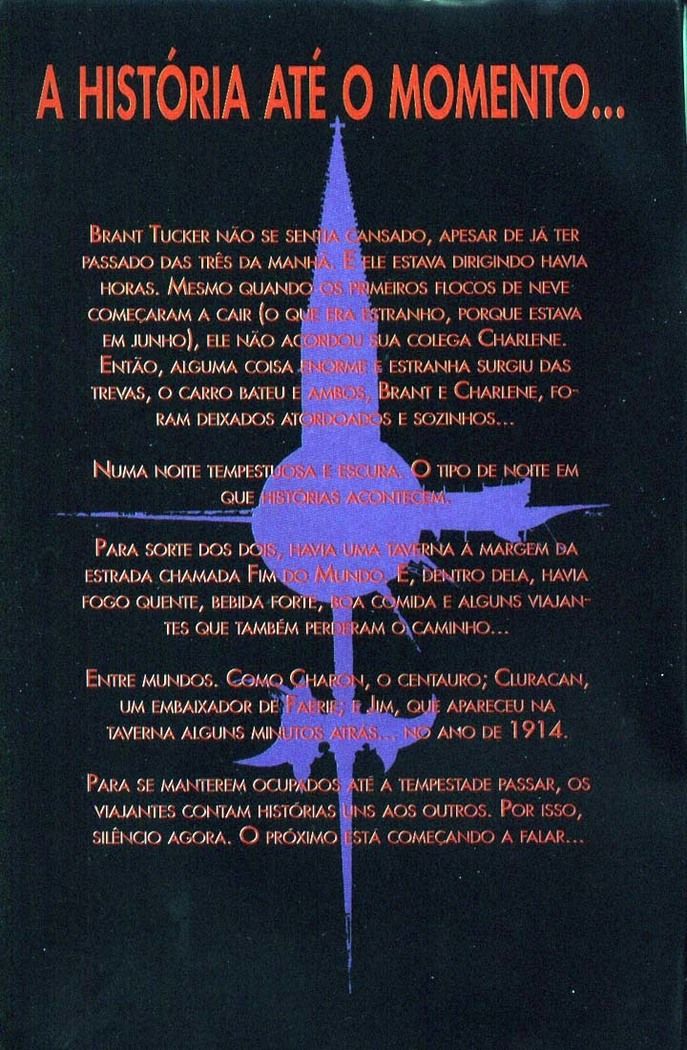 A HISTÓRIA ATÉ O MOMENTO...
BRANT TUCKER NÃO SE SENTIA CANSADO, APESAR DE JÁ TER
PASSADO DAS TRÊS DA MANHÃ. E ELE ESTAVA DIRIGINDO HAVIA
HORAS. MESMO QUANDO OS PRIMEIROS FLOCOS DE NEVE
COMEÇARAM A CAIR (O QUE ERA ESTRANHO, PORQUE ESTAVA
EM JUNHO), ELE NÃO ACORDOU SUA COLEGA CHARLENE.
ENTÃO, ALGUMA COISA ENORME E ESTRANHA SURGIU DAS
TREVAS, O CARRO BATEU E AMBOS, BRANT E CHARLENE, FO-
RAM DEIXADOS ATORDOADOS E SOZINHOS...
NUMA NOITE TEMPESTUOSA E ESCURA. O TIPO DE NOITE EM
QUE HISTÓRIAS ACONTECEM.
PARA SORTE DOS DOIS, HAVIA UMA TAVERNA À MARGEM DA
ESTRADA CHAMADA FIM DO MUNDO. E, DENTRO DELA, HAVIA
FOGO QUENTE, BEBIDA FORTE, BOA COMIDA E ALGUNS VIAJAN-
TES QUE TAMBÉM PERDERAM O CAMINHO...
ENTRE MUNDOS. COMO CHARON, O CENTAURO; CLURACAN,
UM EMBAIXADOR DE FAERIE; E JIM, QUE APARECEU NA
TAVERNA ALGUNS MINUTOS ATRÁS... NO ANO DE 1914.
PARA SE MANTEREM OCUPADOS ATÉ A TEMPESTADE PASSAR, OS
VIAJANTES CONTAM HISTÓRIAS UNS AOS OUTROS. POR ISSO,
SILÊNCIO AGORA. O PRÓXIMO ESTÁ COMEÇANDO A FALAR...